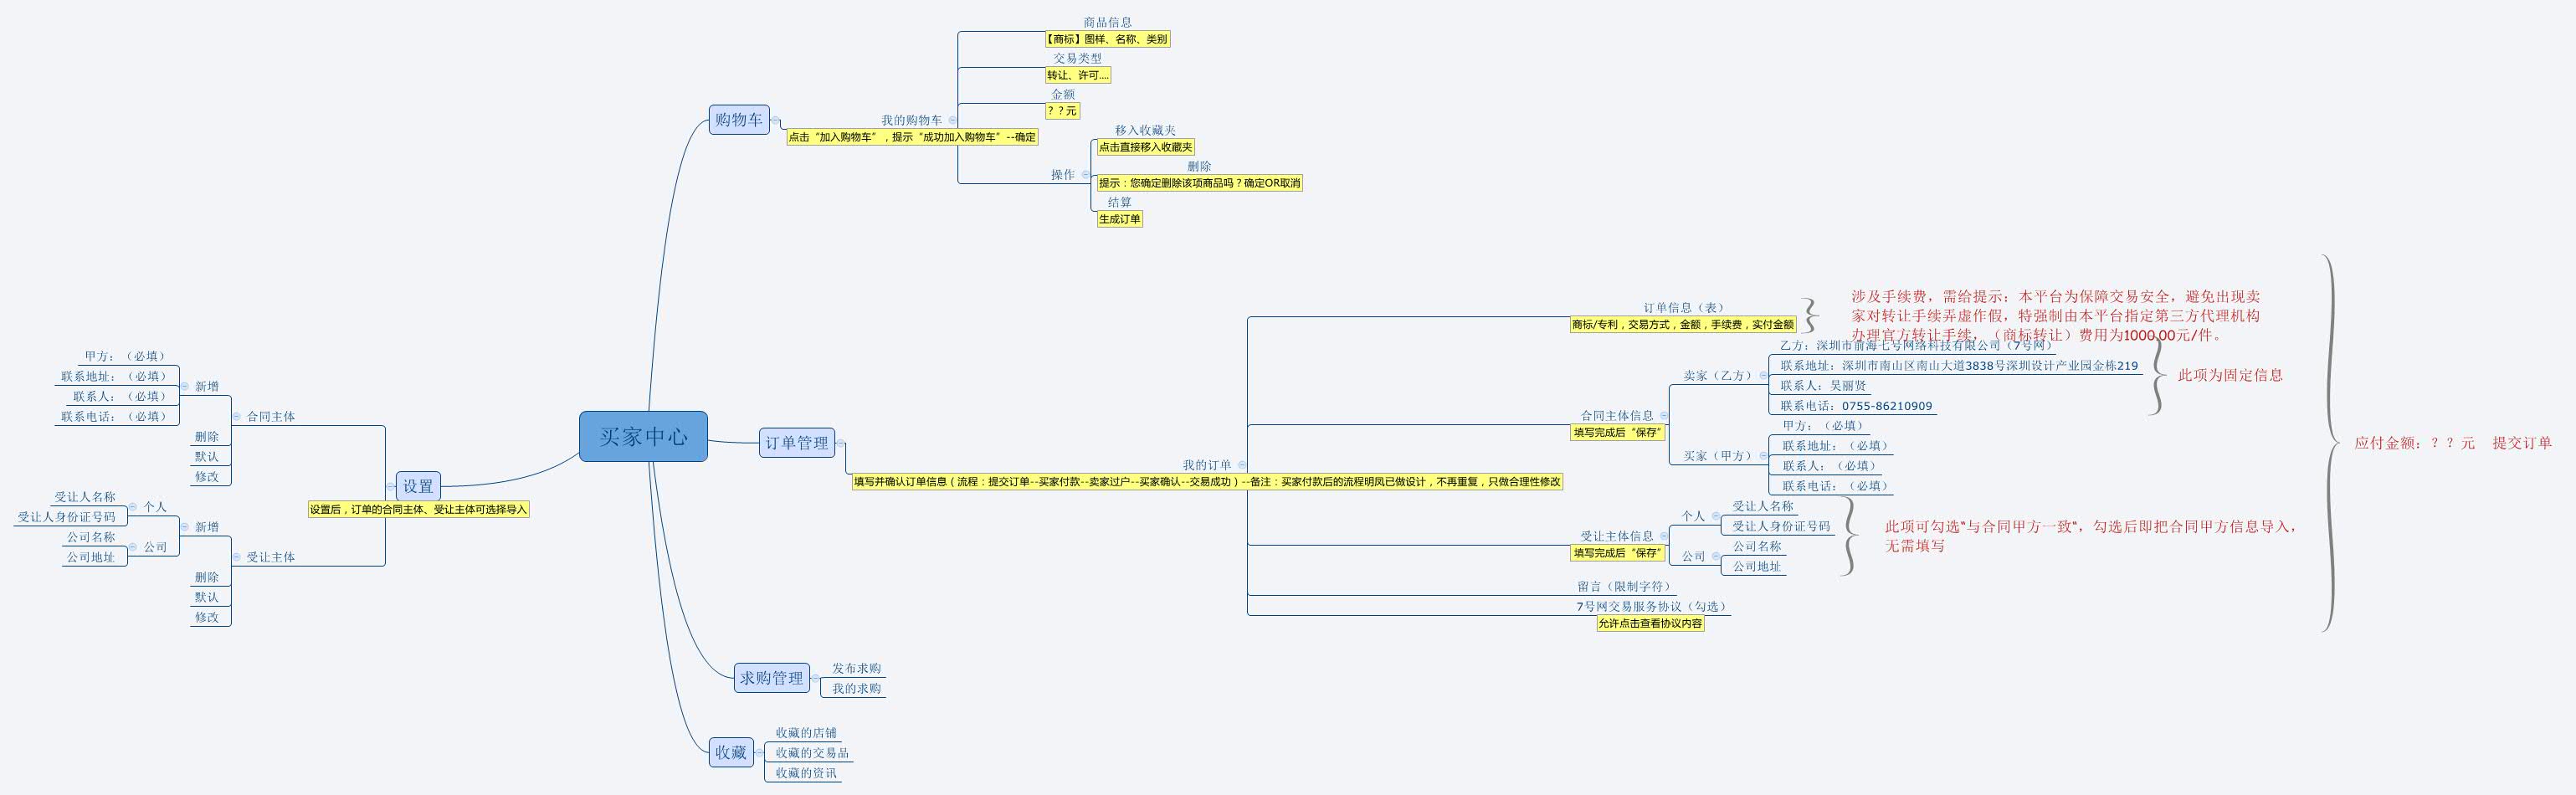 买家中心
购物车
我的购物车
点击“加入购物车”，提示“成功加入购物车”--确定
商品信息
【商标】图样、名称、类别
交易类型
转让、许可....
金额
？？元
操作
移入收藏夹
点击直接移入收藏夹
删除
提示：您确定删除该项商品吗？确定OR取消
结算
生成订单
订单管理
我的订单
填写并确认订单信息（流程：提交订单--买家付款--卖家过户--买家确认--交易成功）--备注：买家付款后的流程明凤已做设计，不再重复，只做合理性修改
订单信息（表）
商标/专利，交易方式，金额，手续费，实付金额
涉及手续费，需给提示：本平台为保障交易安全，避免出现卖
家对转让手续弄虚作假，特强制由本平台指定第三方代理机构
办理官方转让手续，（商标转让）费用为1000.00元/件。
合同主体信息
填写完成后“保存”
卖家（乙方）
乙方：深圳市前海七号网络科技有限公司（7号网）
联系地址：深圳市南山区南山大道3838号深圳设计产业园金栋219
联系人：吴丽贤
联系电话：0755-86210909
此项为固定信息
买家（甲方）
甲方：（必填）
联系地址：（必填）
联系人：（必填）
联系电话：（必填）
受让主体信息
填写完成后“保存”
个人
受让人名称
受让人身份证号码
公司
公司名称
公司地址
此项可勾选“与合同甲方一致“，勾选后即把合同甲方信息导入，
无需填写
留言（限制字符）
7号网交易服务协议（勾选）
允许点击查看协议内容
应付金额：？？元 提交订单
求购管理
发布求购
我的求购
收藏
收藏的店铺
收藏的交易品
收藏的资讯
设置
设置后，订单的合同主体、受让主体可选择导入
合同主体
新增
甲方：（必填）
联系地址：（必填）
联系人：（必填）
联系电话：（必填）
删除
默认
修改
受让主体
新增
个人
受让人名称
受让人身份证号码
公司
公司名称
公司地址
删除
默认
修改